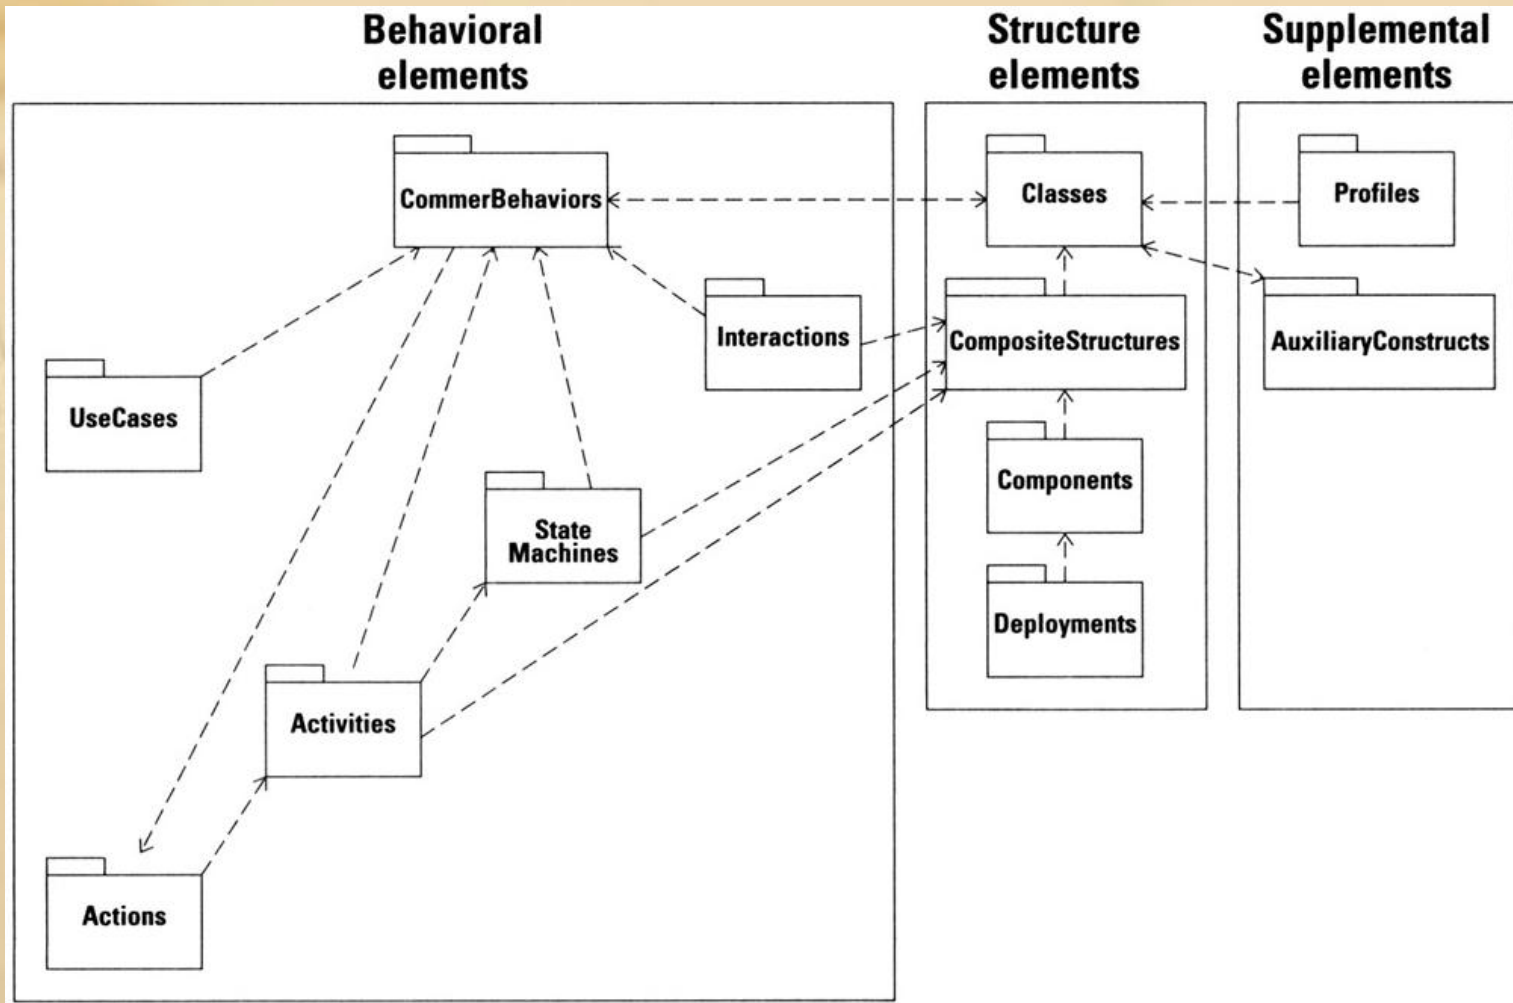 Behavioral
elements
Structure
elements
Supplemental
elements
CommerBehaviors
Classes
Profiles
Interactions
CompositeStructures
AuxiliaryConstructs
UseCases
Components
State
Machines
Deployments
Activities
Actions